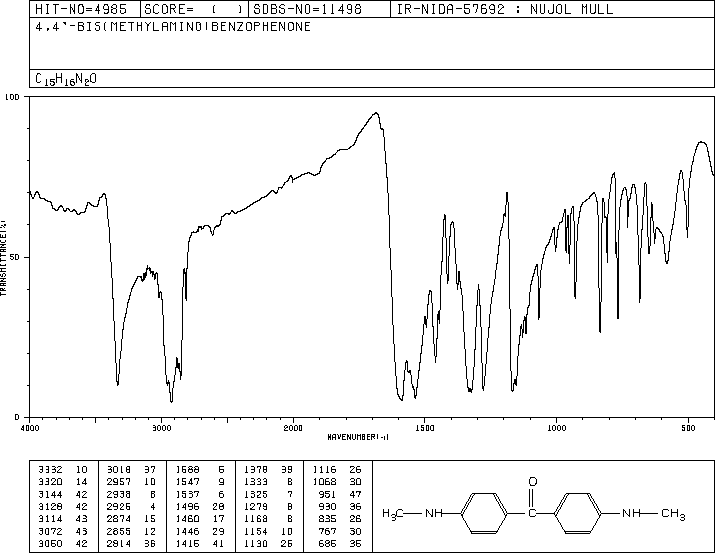 HIT-NO=4985 SCORE= ( ) SDBS-NO=11498 IR-NIDA-57692 : NUJOL MULL
4,4'-BIS(METHYLAMINO)BENZOPHENONE
C15H16N2O
100
50
0
TRANSMITTANCE(%)
4000 3000 2000 1500 1000 500
WAVENUMBER(-1)
3332 10 3018 37 1588 5 1378 39 1116 26
3320 14 2957 10 1547 9 1333 8 1068 30
3144 42 2938 8 1537 6 1325 7 951 47
3128 42 2925 4 1496 28 1279 8 930 36
3114 43 2874 15 1460 17 1168 8 835 26
3072 43 2855 12 1446 29 1154 10 767 30
3060 42 2814 36 1415 41 1130 25 685 35
O
H3C NH C NH CH3